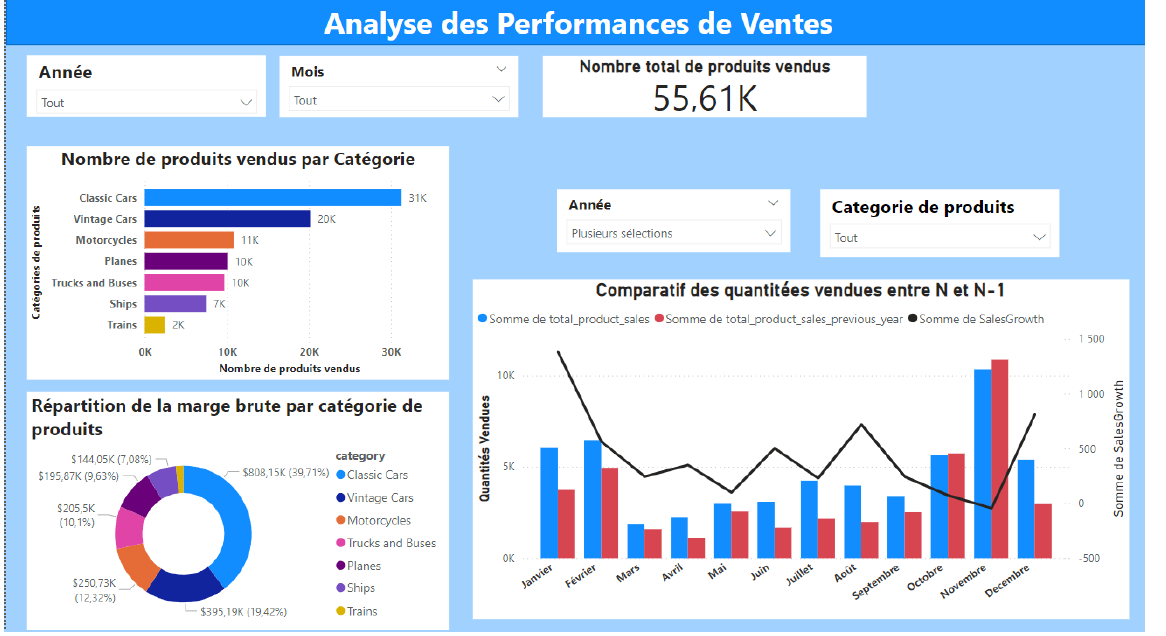 Analyse des Performances de Ventes
Année
Tout
Mois
Tout
Nombre total de produits vendus
55,61K
Nombre de produits vendus par Catégorie
Catégories de produits
Classic Cars
31K
Vintage Cars
20K
Motorcycles
11K
Planes
10K
Trucks and Buses
10K
Ships
7K
Trains
2K
0K
10K
20K
30K
Nombre de produits vendus
Année
Plusieurs sélections
Categorie de produits
Tout
Répartition de la marge brute par catégorie de
produits
$144,05K (7,08%)
$195,87K (9,63%)
$205,5K
(10,1%)
$250,73K
(12,32%)
$808,15K (39,71%)
$395,19K (19,42%)
category
Classic Cars
Vintage Cars
Motorcycles
Trucks and Buses
Planes
Ships
Trains
Comparatif des quantitées vendues entre N et N-1
Somme de total_product_sales
Somme de total_product_sales_previous_year
Somme de SalesGrowth
Quantités Vendues
10K
5K
0K
1 500
1 000
500
0
-500
Somme de SalesGrowth
Janvier
Février
Mars
Avril
Mai
Juin
Juillet
Août
Septembre
Octobre
Novembre
Decembre